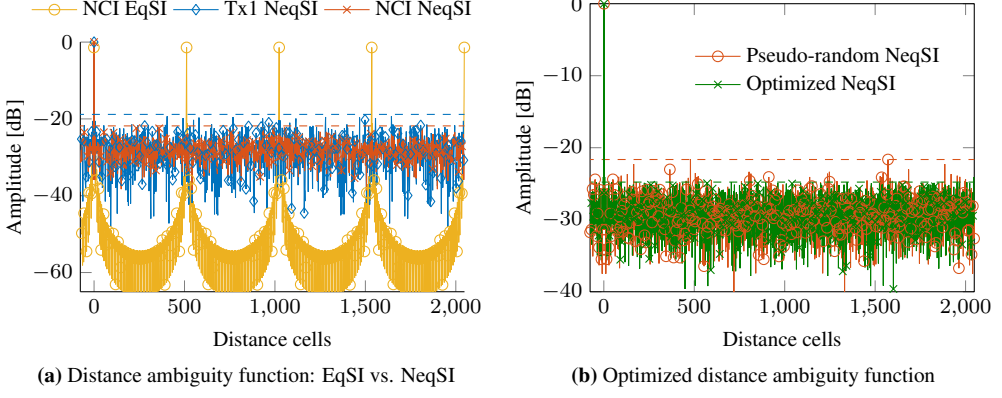 NCI EqSI Tx1 NeqSI NCI NeqSI
0
−20
−40
−60
Amplitude [dB]
0 500 1,000 1,500 2,000
Distance cells
(a) Distance ambiguity function: EqSI vs. NeqSI
Pseudo-random NeqSI
Optimized NeqSI
0
−10
−20
−30
−40
Amplitude [dB]
0 500 1,000 1,500 2,000
Distance cells
(b) Optimized distance ambiguity function